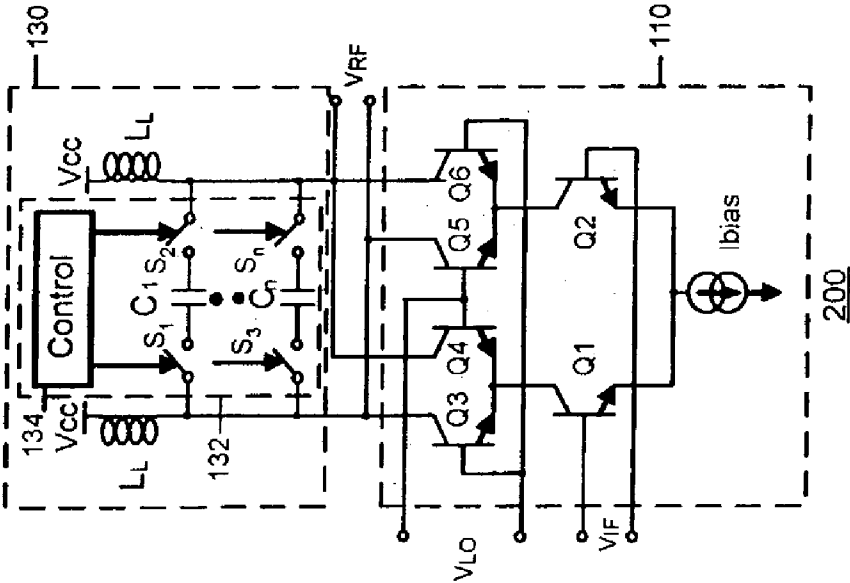 130
Vcc
LL
Control
S1
S2
C1
S3
Sn
Cn
134
Vcc
LL
132
VRF
110
Q3
Q4
Q5
Q6
Q1
Q2
Ibias
VLO
VIF
200